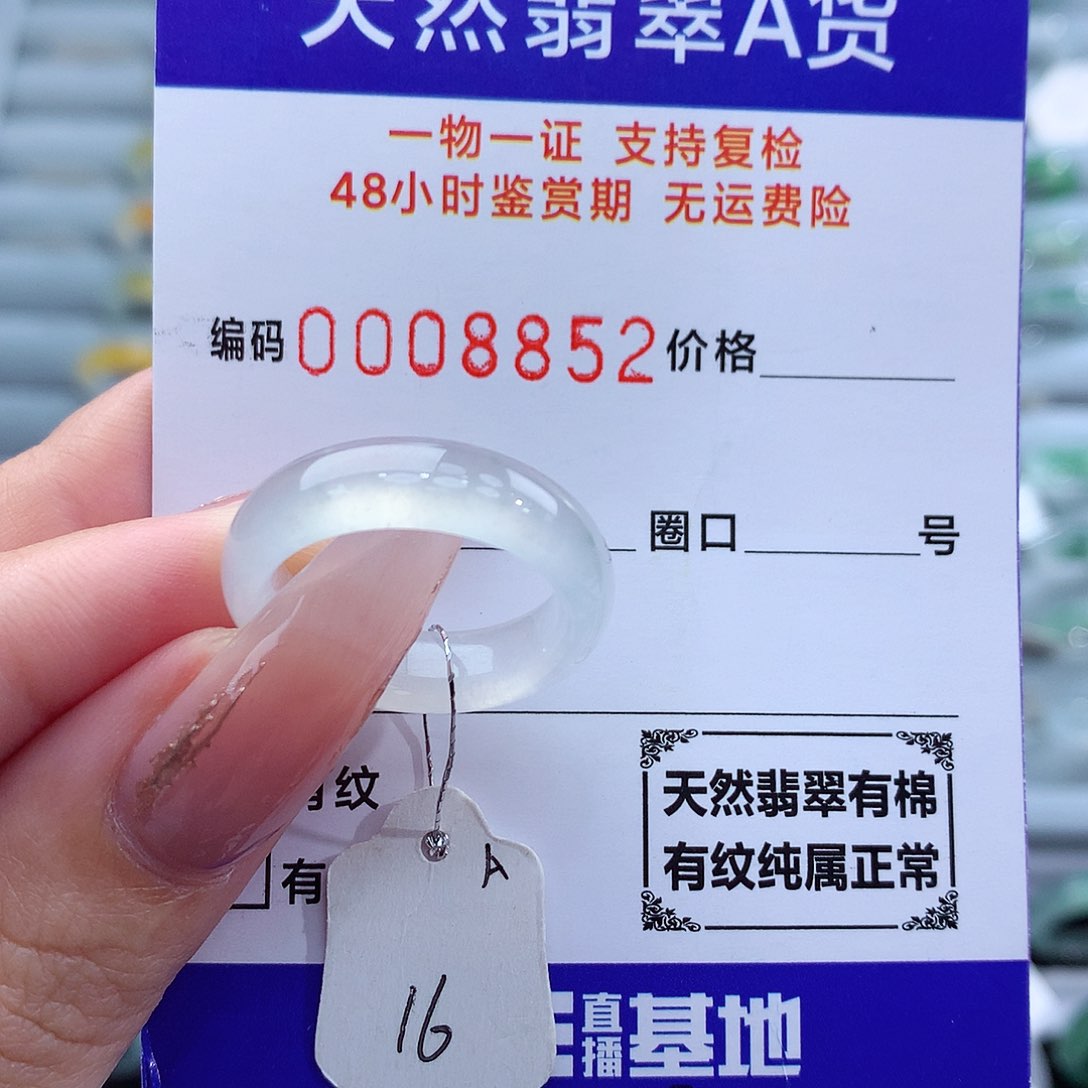 天然翡翠A货
一物一证 支持复检
48小时鉴赏期 无运费险
编码0008852价格
圈口 号
纹
有
天然翡翠有棉
有纹纯属正常
A
16
直播基地